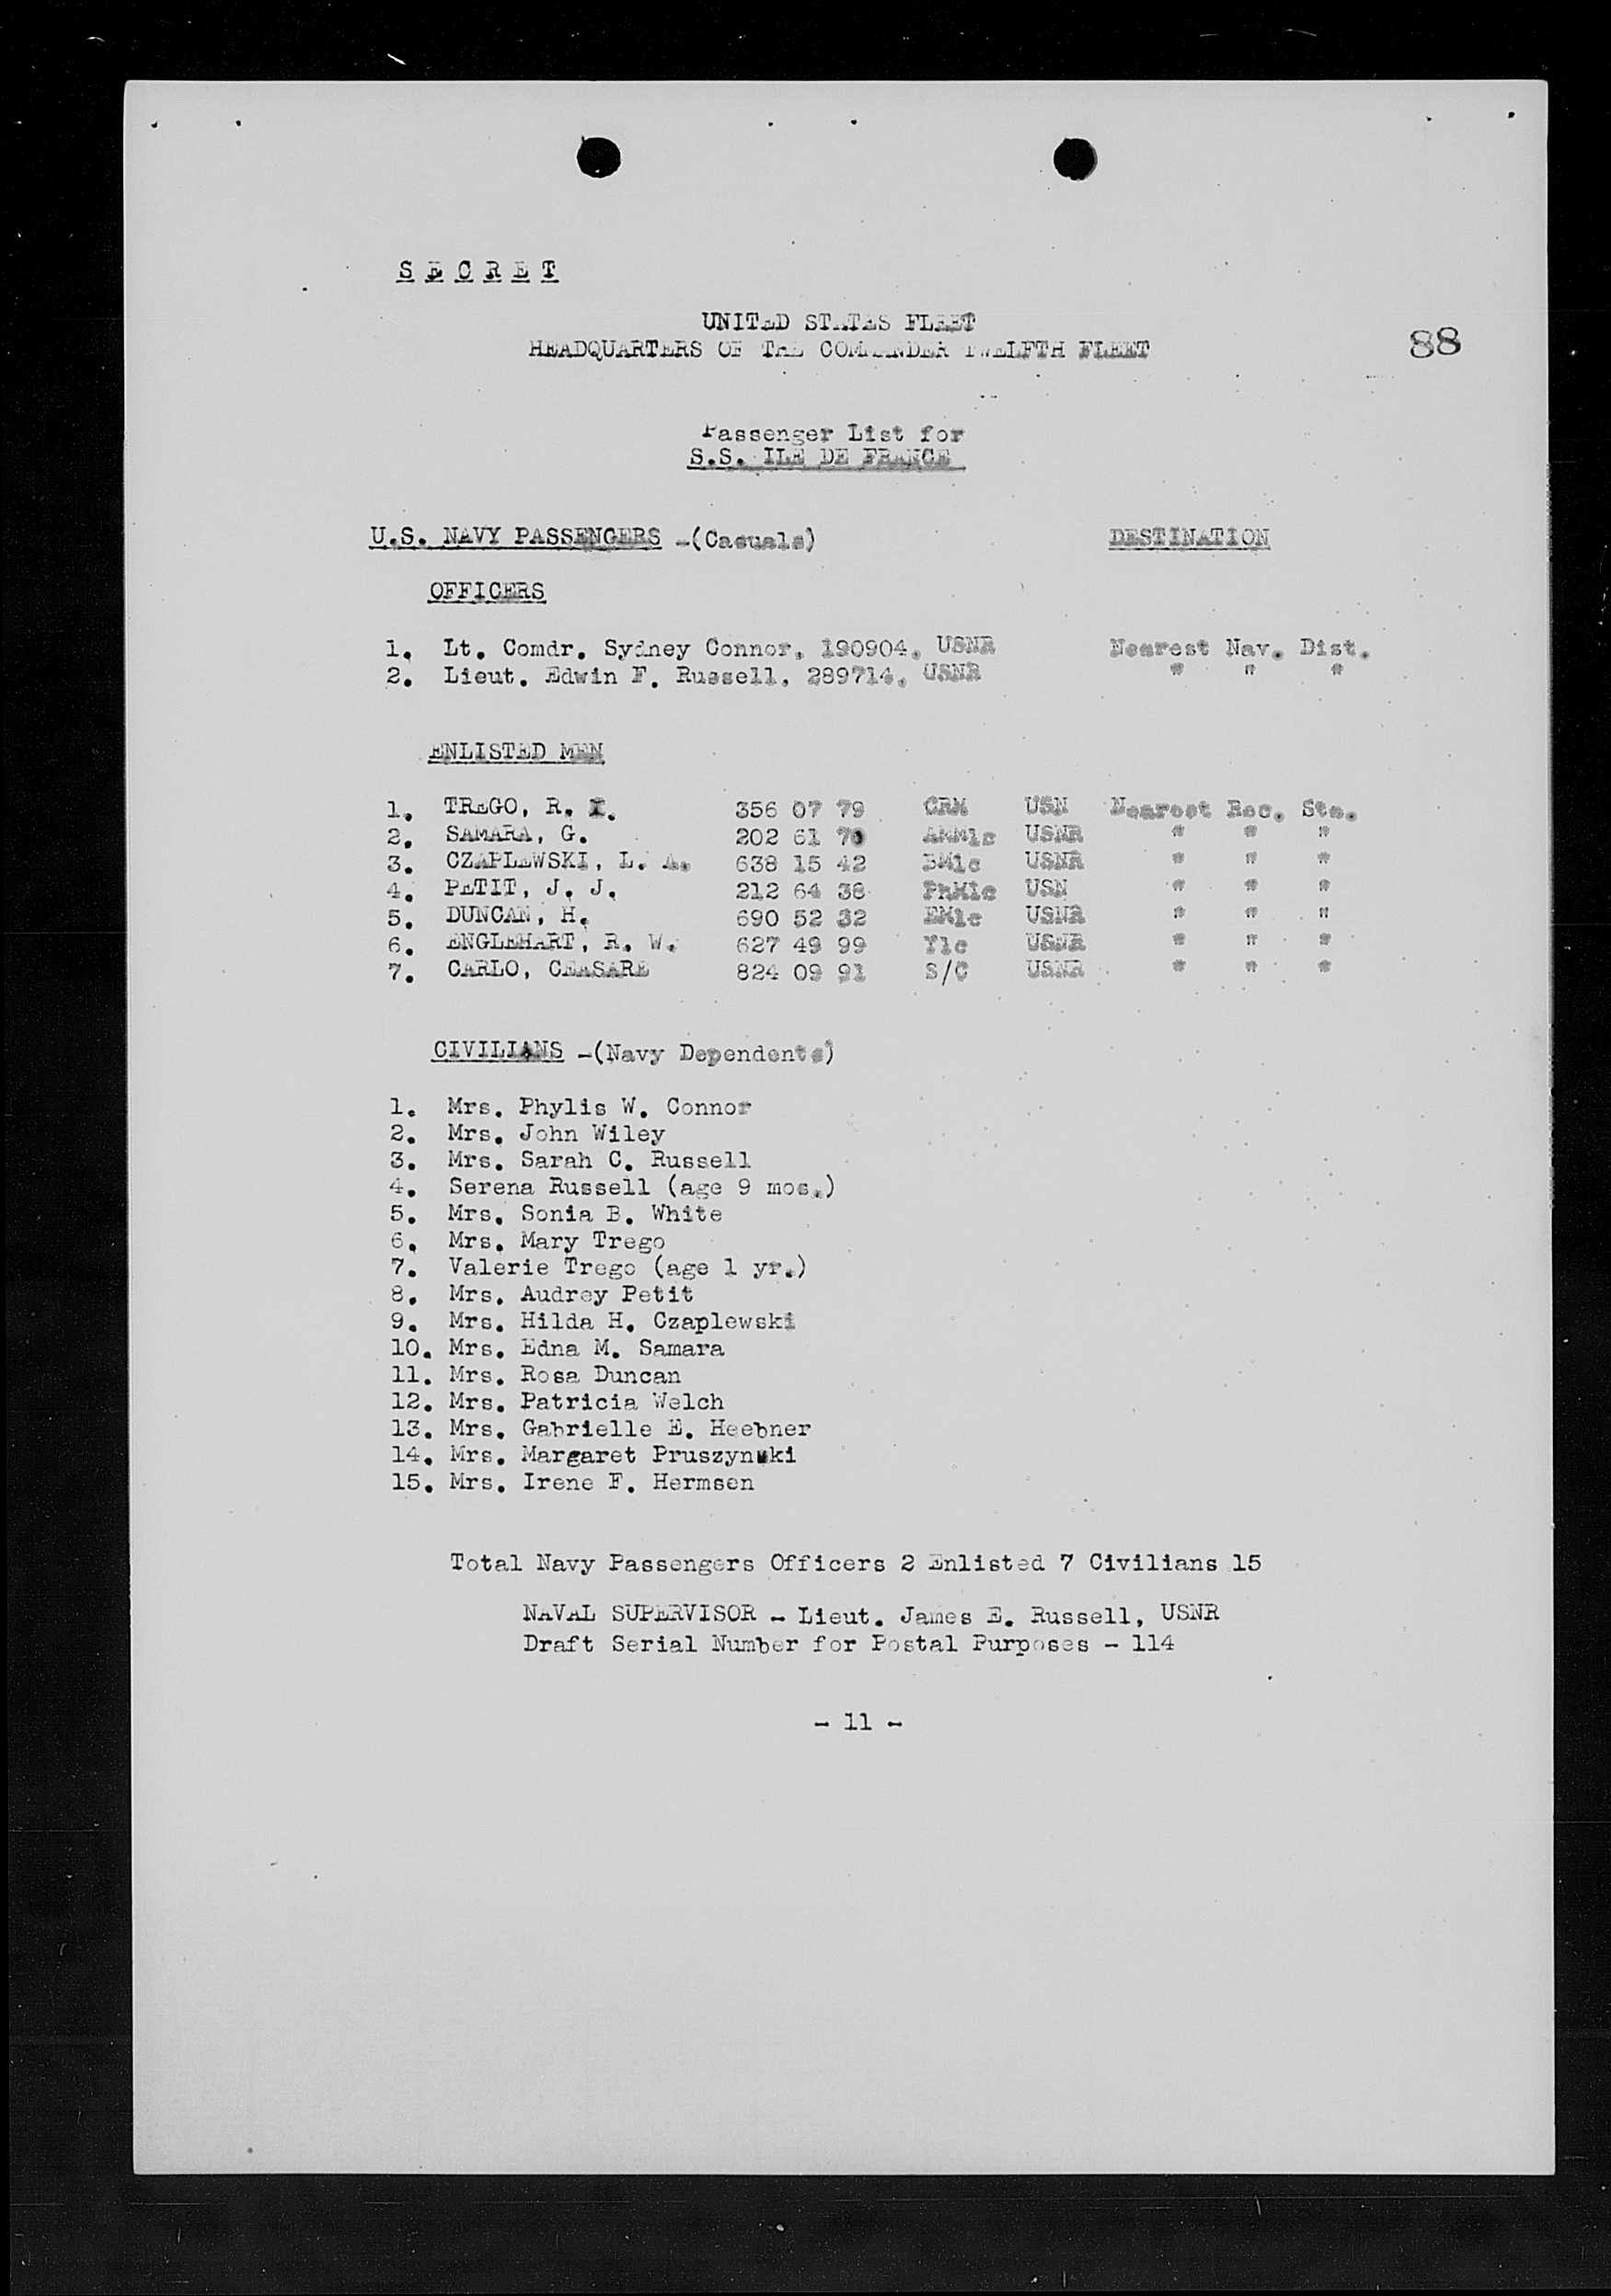 S E C R E T
UNITED STATES FLEET
HEADQUARTERS OF THE COMMANDER TWELFTH FLEET
88
Passenger List for
S.S. ILE DE FRANCE
U.S. NAVY PASSENGERS -(Casuals) DESTINATION
OFFICERS
1. Lt. Comdr. Sydney Connor, 190904, USNR Nearest Nav. Dist.
2. Lieut. Edwin F. Russell, 289714, USNR " " "
ENLISTED MEN
1. TREGO, R. I. 356 07 79 CRM USN Nearest Rec. Sta.
2. SAMARA, G. 202 61 70 AMM1c USNR " " "
3. CZAPLEWSKI, L. A. 638 15 42 BM1c USNR " " "
4. PETIT, J. J. 212 64 38 PhM1c USN " " "
5. DUNCAN, H. 690 52 32 EM1c USNR " " "
6. ENGLEHART, R. W. 627 49 99 Y1c USNR " " "
7. CARLO, CEASARE 824 09 91 S/C USNR " " "
CIVILIANS -(Navy Dependents)
1. Mrs. Phylis W. Connor
2. Mrs. John Wiley
3. Mrs. Sarah C. Russell
4. Serena Russell (age 9 mos.)
5. Mrs. Sonia B. White
6. Mrs. Mary Trego
7. Valerie Trego (age 1 yr.)
8. Mrs. Audrey Petit
9. Mrs. Hilda H. Czaplewski
10. Mrs. Edna M. Samara
11. Mrs. Rosa Duncan
12. Mrs. Patricia Welch
13. Mrs. Gabrielle E. Heebner
14. Mrs. Margaret Pruszynski
15. Mrs. Irene F. Hermsen
Total Navy Passengers Officers 2 Enlisted 7 Civilians 15
NAVAL SUPERVISOR - Lieut. James E. Russell, USNR
Draft Serial Number for Postal Purposes - 114
- 11 -